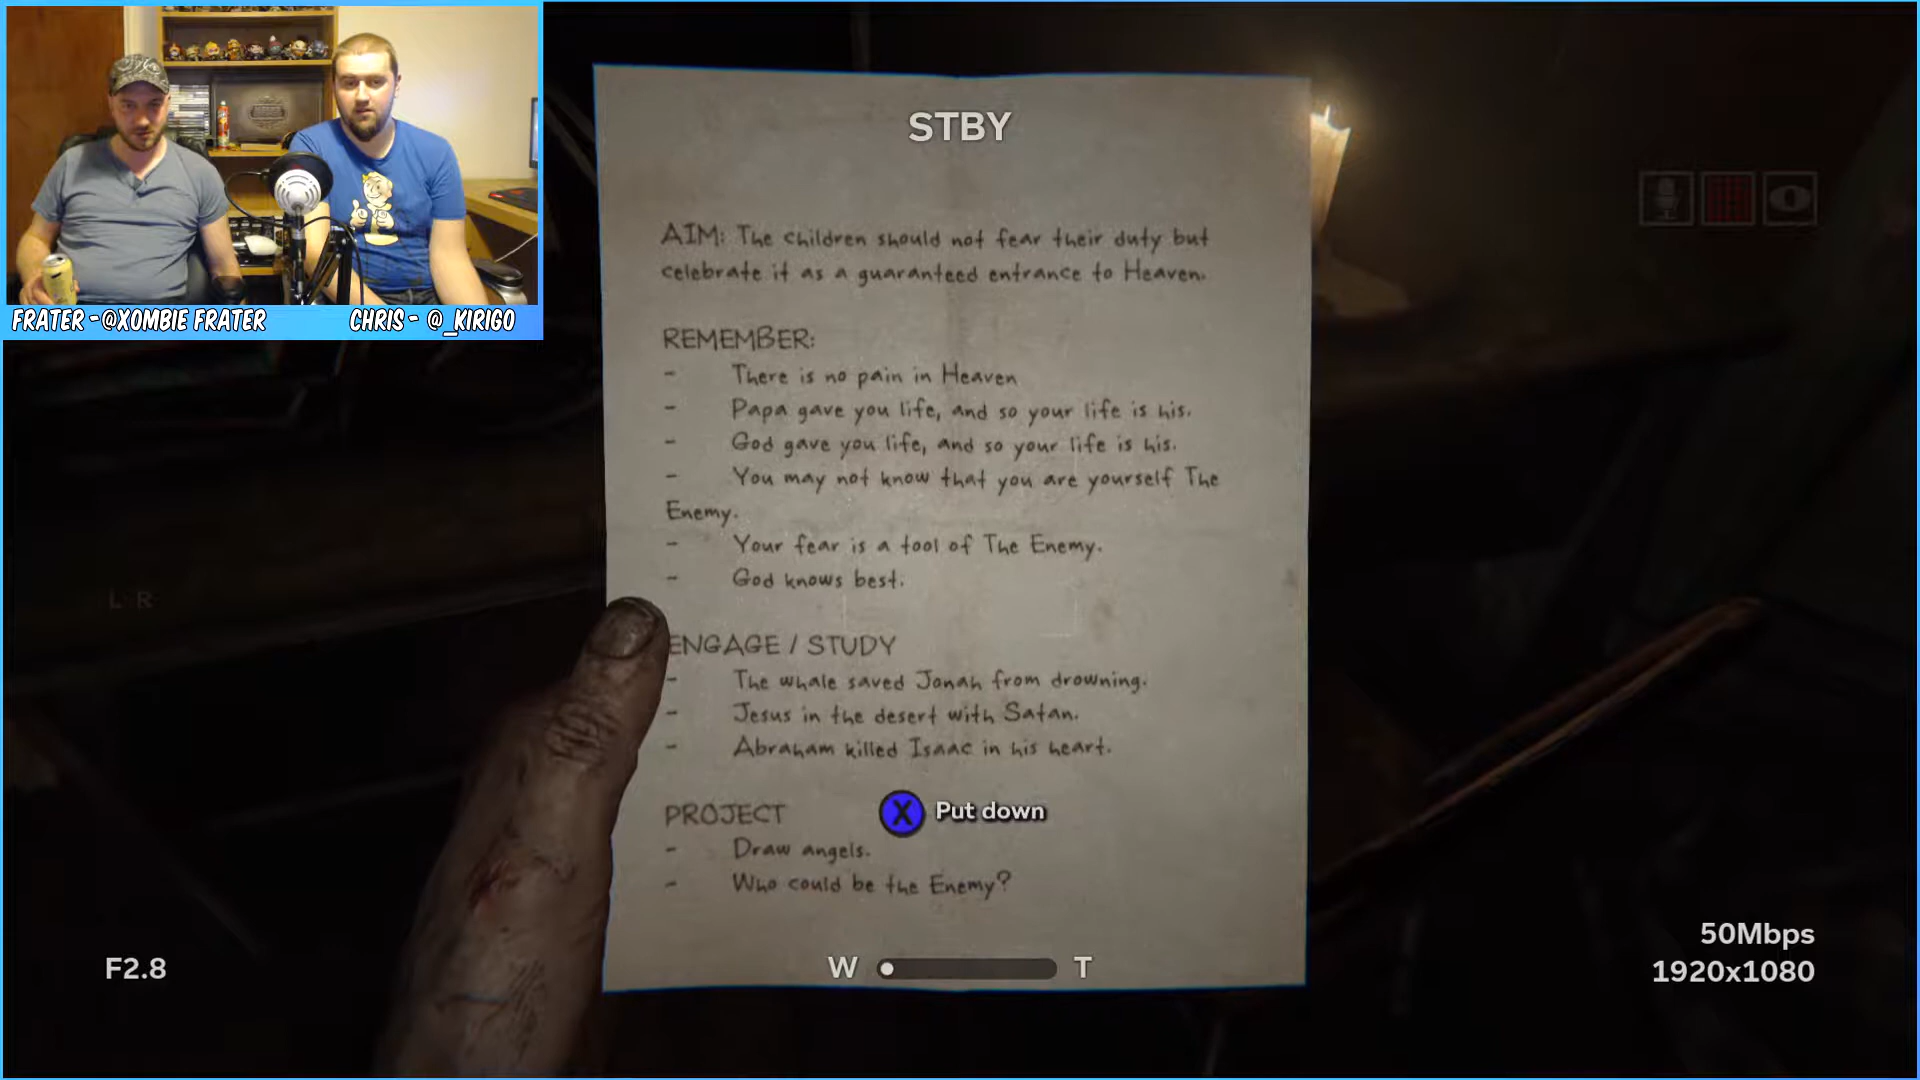 STBY
AIM: The children should not fear their duty but
celebrate it as a guaranteed entrance to Heaven.
REMEMBER:
- There is no pain in Heaven
- Papa gave you life, and so your life is his.
- God gave you life, and so your life is his.
- You may not know that you are yourself The
Enemy.
- Your fear is a tool of The Enemy.
- God knows best.
ENGAGE / STUDY
- The whale saved Jonah from drowning.
- Jesus in the desert with Satan.
- Abraham killed Isaac in his heart.
PROJECT
X Put down
- Draw angels.
- Who could be the Enemy?
W T
FRATER -@XOMBIE FRATER
CHRIS - @_KIRIGO
L R
F2.8
50Mbps
1920x1080